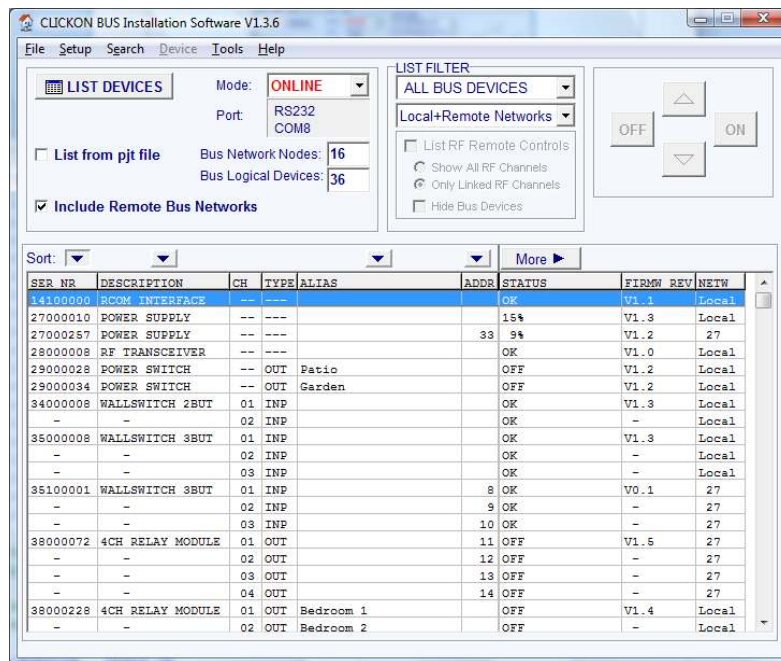 CLICKON BUS Installation Software V1.3.6
File Setup Search Device Tools Help
LIST DEVICES
Mode: ONLINE
Port: RS232
COM8
List from pjt file
Bus Network Nodes: 16
Bus Logical Devices: 36
Include Remote Bus Networks
LIST FILTER
ALL BUS DEVICES
Local+Remote Networks
List RF Remote Controls
Show All RF Channels
Only Linked RF Channels
Hide Bus Devices
OFF ON
Sort: More
SER NR DESCRIPTION CH TYPE ALIAS ADDR STATUS FIRMW REV NETW
14100000 RCOM INTERFACE -- --- OK V1.1 Local
27000010 POWER SUPPLY -- --- 15% V1.3 Local
27000257 POWER SUPPLY -- --- 33 9% V1.2 27
28000008 RF TRANSCEIVER -- --- OK V1.0 Local
29000028 POWER SWITCH -- OUT Patio OFF V1.2 Local
29000034 POWER SWITCH -- OUT Garden OFF V1.2 Local
34000008 WALLSWITCH 2BUT 01 INP OK V1.3 Local
- - 02 INP OK - Local
35000008 WALLSWITCH 3BUT 01 INP OK V1.3 Local
- - 02 INP OK - Local
- - 03 INP OK - Local
35100001 WALLSWITCH 3BUT 01 INP 8 OK V0.1 27
- - 02 INP 9 OK - 27
- - 03 INP 10 OK - 27
38000072 4CH RELAY MODULE 01 OUT 11 OFF V1.5 27
- - 02 OUT 12 OFF - 27
- - 03 OUT 13 OFF - 27
- - 04 OUT 14 OFF - 27
38000228 4CH RELAY MODULE 01 OUT Bedroom 1 OFF V1.4 Local
- - 02 OUT Bedroom 2 OFF - Local